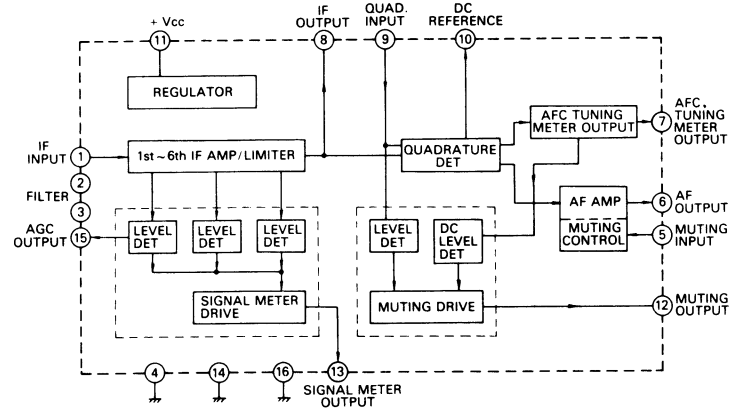 + Vcc
IF
OUTPUT
QUAD.
INPUT
DC
REFERENCE
11
8
9
10
REGULATOR
AFC TUNING
METER OUTPUT
7
AFC,
TUNING
METER
OUTPUT
IF
INPUT
1
1st ~ 6th IF AMP/LIMITER
QUADRATURE
DET
2
FILTER
3
AF AMP
6
AF
OUTPUT
MUTING
CONTROL
5
MUTING
INPUT
AGC
OUTPUT
15
LEVEL
DET
LEVEL
DET
LEVEL
DET
LEVEL
DET
DC
LEVEL
DET
SIGNAL METER
DRIVE
MUTING DRIVE
12
MUTING
OUTPUT
4
14
16
13
SIGNAL METER
OUTPUT